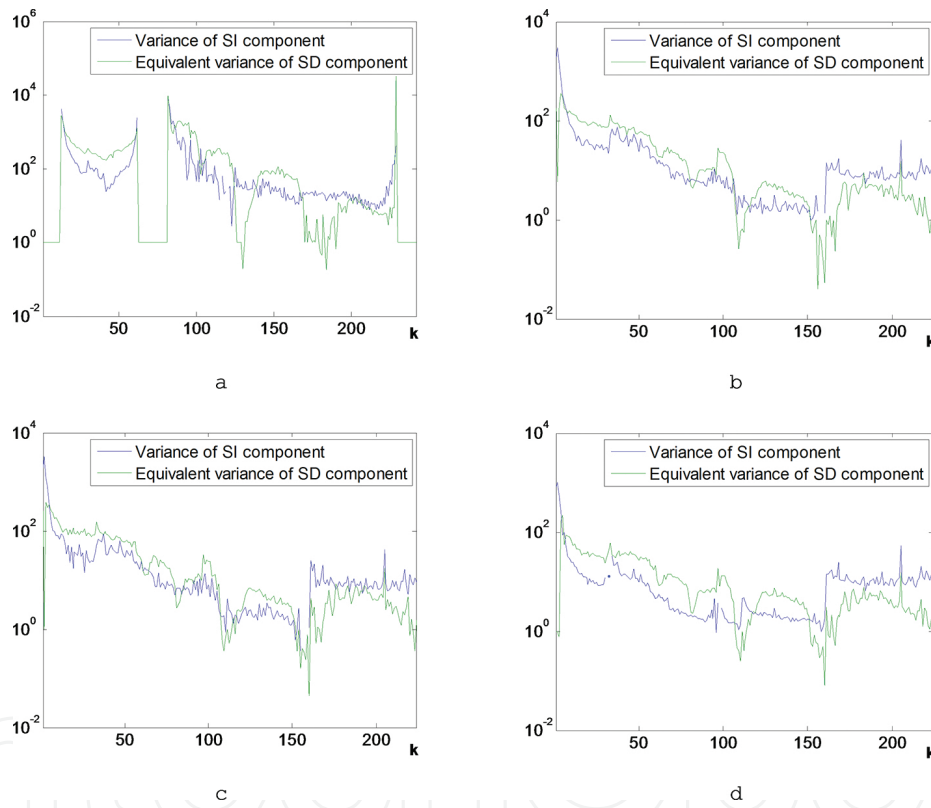 10^6
10^4
10^2
10^0
10^-2
Variance of SI component
Equivalent variance of SD component
50
100
150
200
k
a
10^4
10^2
10^0
10^-2
Variance of SI component
Equivalent variance of SD component
50
100
150
200
k
b
10^4
10^2
10^0
10^-2
Variance of SI component
Equivalent variance of SD component
50
100
150
200
k
c
10^4
10^2
10^0
10^-2
Variance of SI component
Equivalent variance of SD component
50
100
150
200
k
d